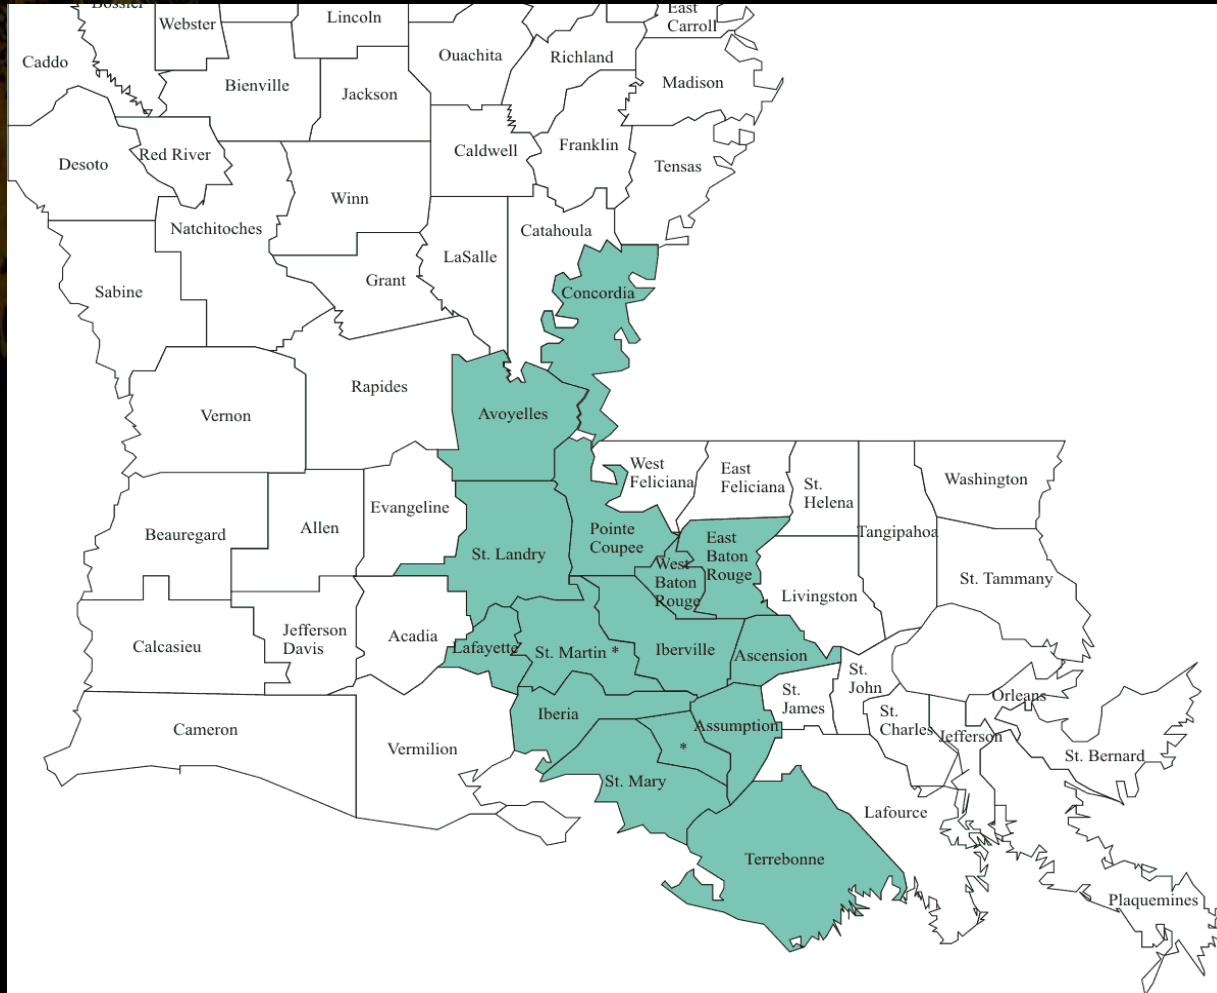 Bossier
East
Carroll
Webster
Lincoln
Caddo
Ouachita
Richland
Bienville
Jackson
Madison
Desoto
Red River
Caldwell
Franklin
Tensas
Winn
Natchitoches
Catahoula
LaSalle
Grant
Sabine
Concordia
Rapides
Vernon
Avoyelles
West
Feliciana
East
Feliciana
St.
Helena
Washington
Evangeline
Beauregard
Allen
Pointe
Coupee
East
Baton
Rouge
Tangipahoa
St. Landry
West
Baton
Rouge
St. Tammany
Livingston
Calcasieu
Jefferson
Davis
Acadia
Lafayette
St. Martin *
Iberville
Ascension
St.
John
St.
James
Orleans
Cameron
Iberia
Assumption
St.
Charles
Jefferson
Vermilion
*
St. Bernard
St. Mary
Lafource
Terrebonne
Plaquemines